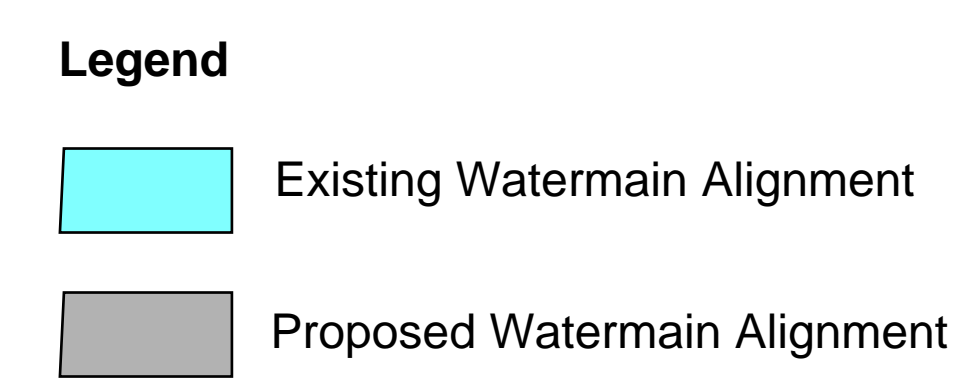 Legend
Existing Watermain Alignment
Proposed Watermain Alignment